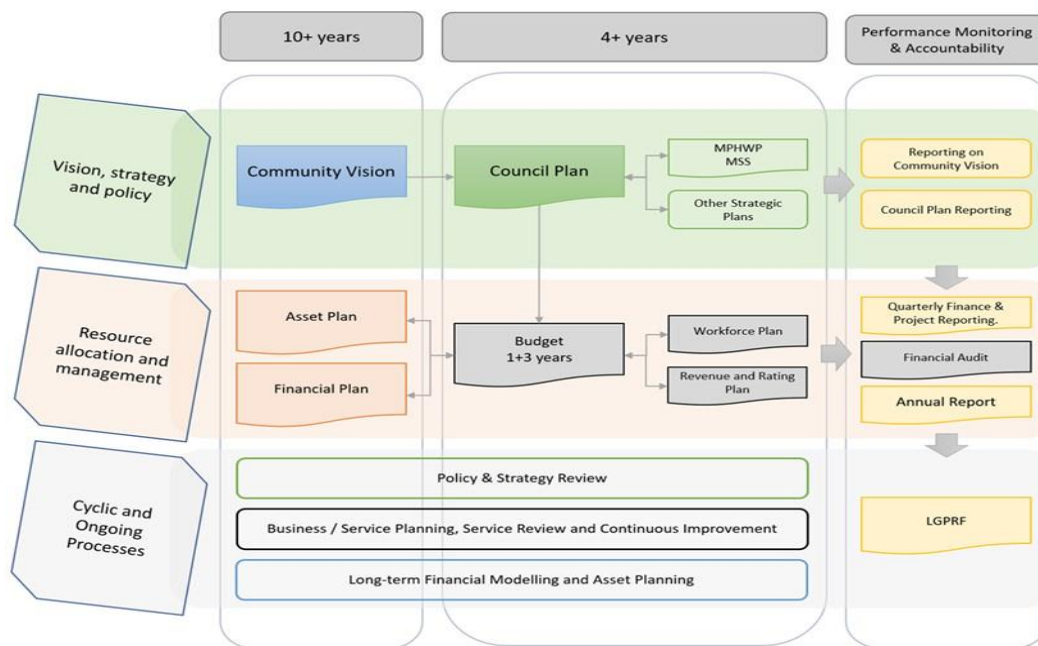 10+ years
4+ years
Performance Monitoring
& Accountability
Vision, strategy
and policy
Community Vision
Council Plan
MPHWP
MSS
Other Strategic
Plans
Reporting on
Community Vision
Council Plan Reporting
Resource
allocation and
management
Asset Plan
Financial Plan
Budget
1+3 years
Workforce Plan
Revenue and Rating
Plan
Quarterly Finance &
Project Reporting.
Financial Audit
Annual Report
Cyclic and
Ongoing
Processes
Policy & Strategy Review
Business / Service Planning, Service Review and Continuous Improvement
Long-term Financial Modelling and Asset Planning
LGPRF